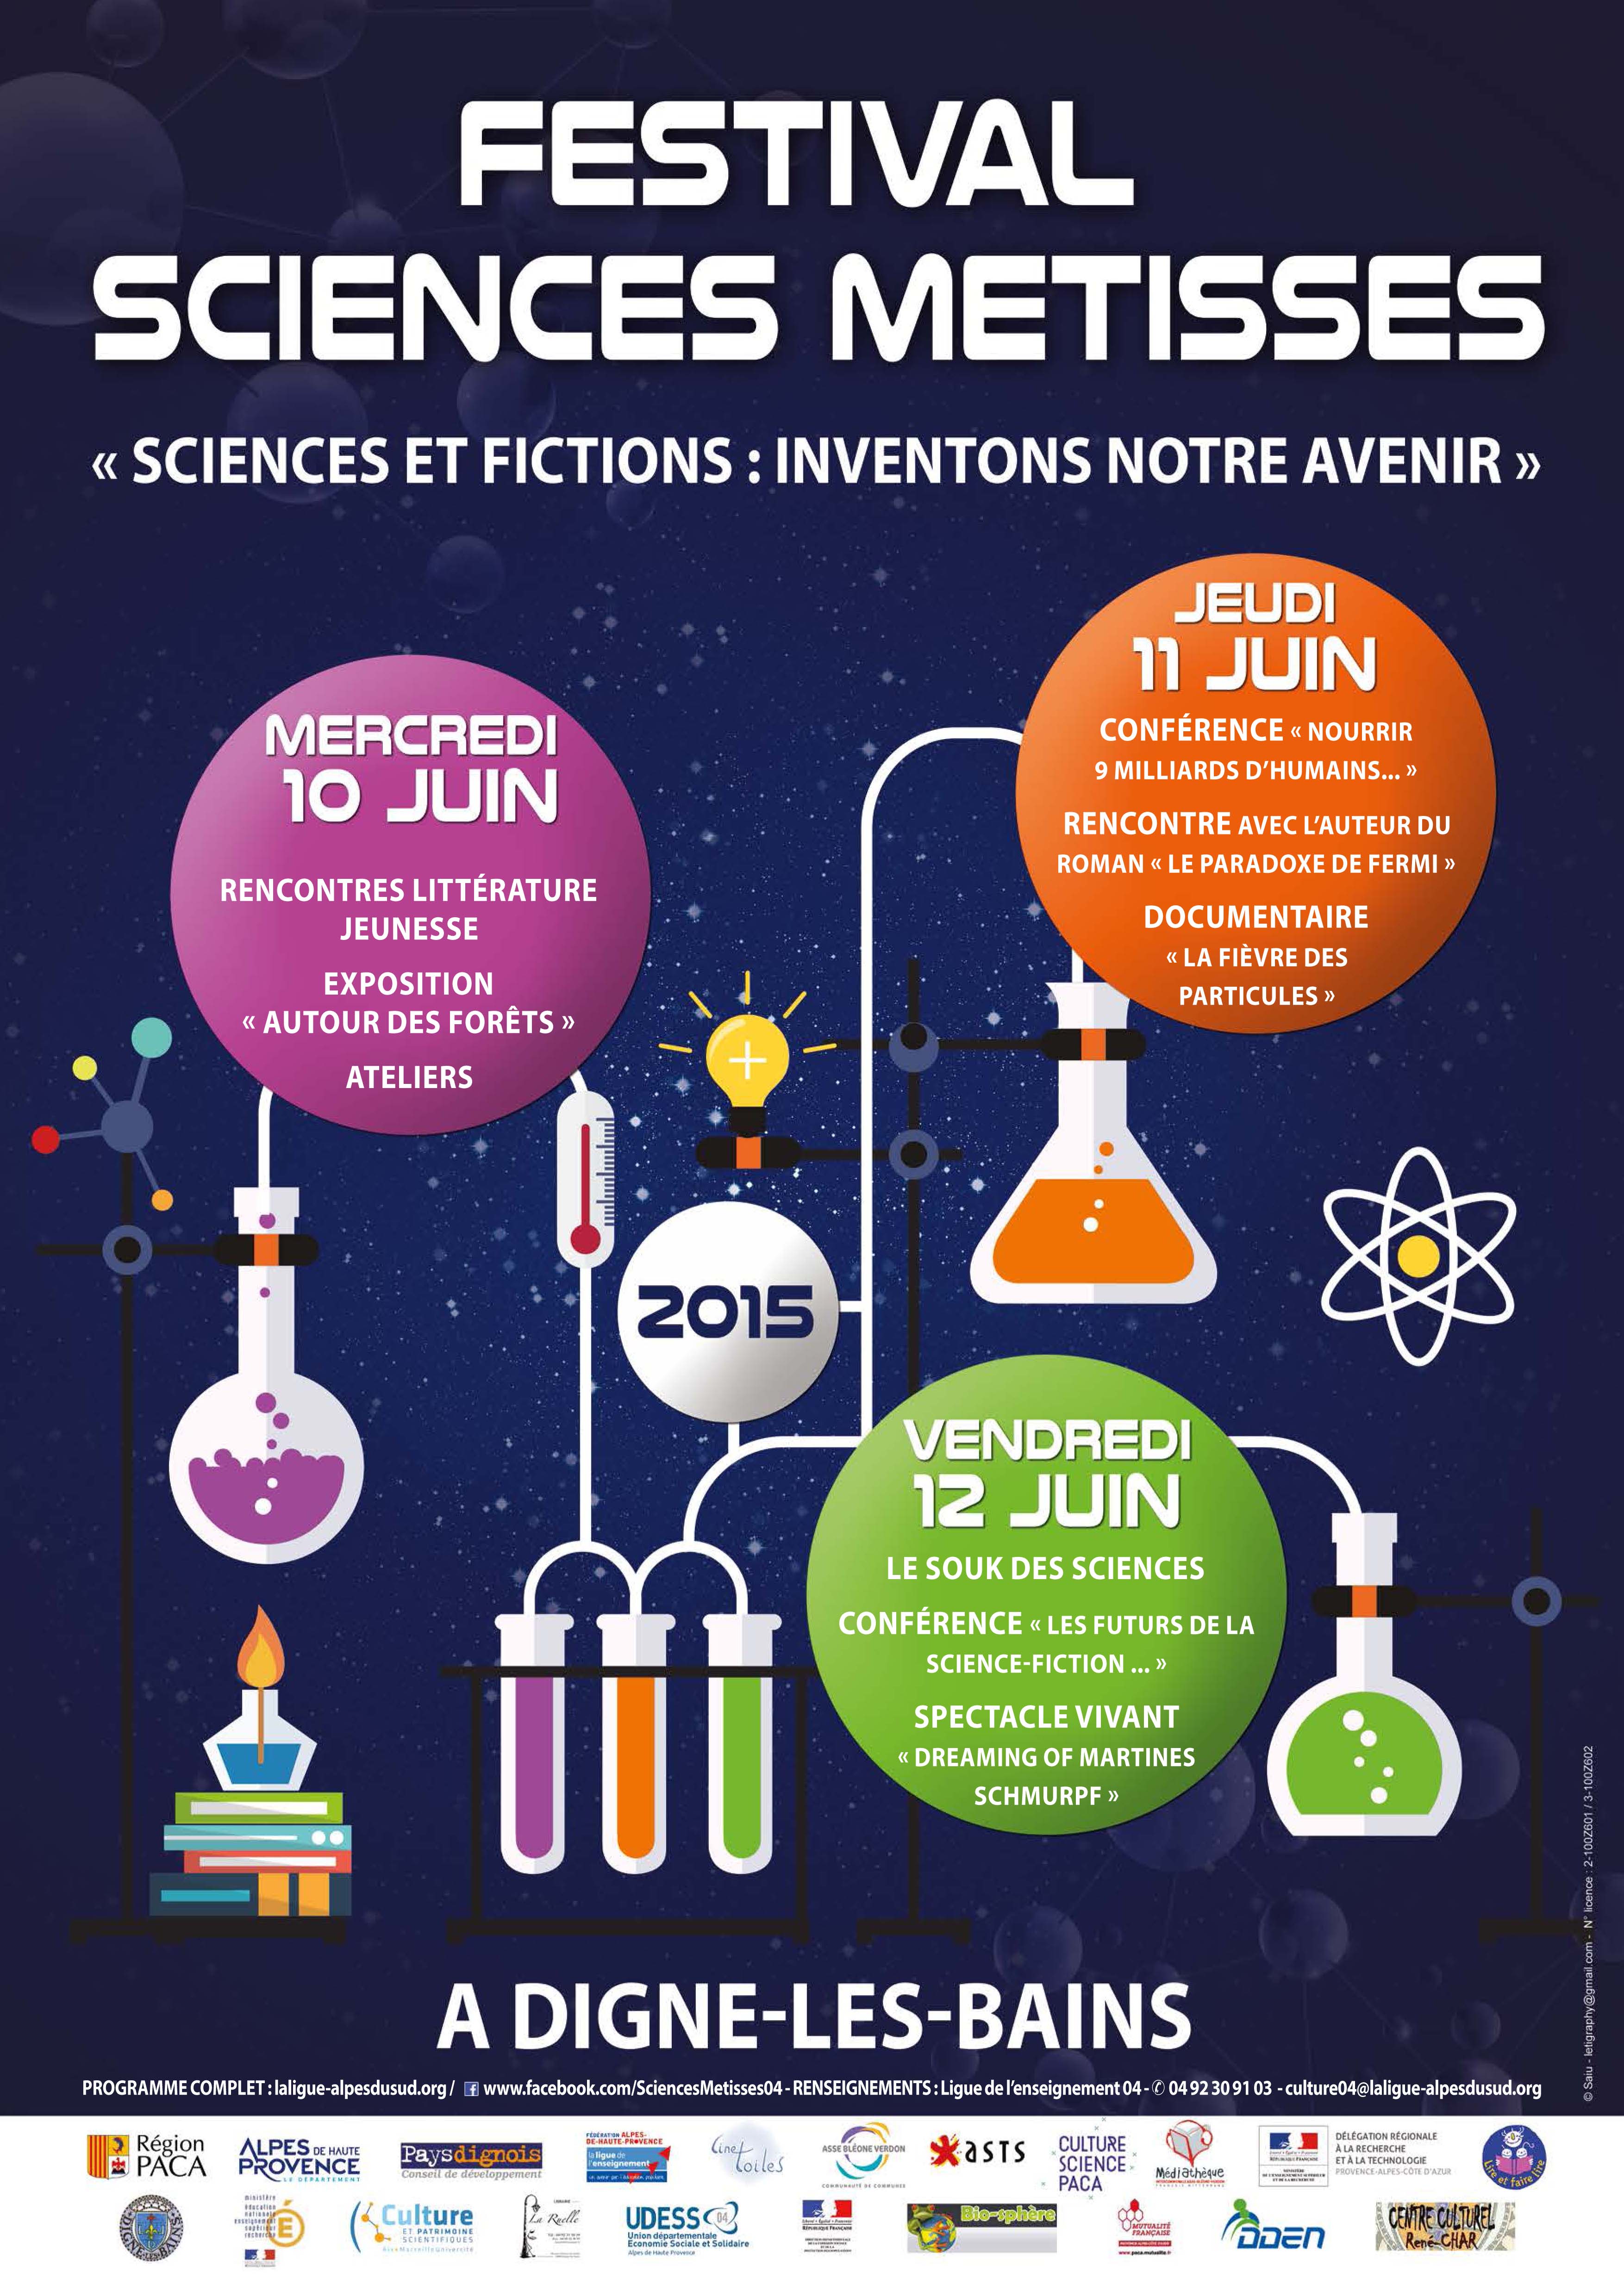 FESTIVAL
SCIENCES METISSES
« SCIENCES ET FICTIONS : INVENTONS NOTRE AVENIR »
MERCREDI
10 JUIN
RENCONTRES LITTÉRATURE
JEUNESSE
EXPOSITION
« AUTOUR DES FORÊTS »
ATELIERS
JEUDI
11 JUIN
CONFÉRENCE « NOURRIR
9 MILLIARDS D'HUMAINS... »
RENCONTRE AVEC L'AUTEUR DU
ROMAN « LE PARADOXE DE FERMI »
DOCUMENTAIRE
« LA FIÈVRE DES
PARTICULES »
2015
VENDREDI
12 JUIN
LE SOUK DES SCIENCES
CONFÉRENCE « LES FUTURS DE LA
SCIENCE-FICTION ... »
SPECTACLE VIVANT
« DREAMING OF MARTINES
SCHMURPF »
© Saiu - letigraphy@gmail.com - N° licence : 2-100Z601 / 3-100Z602
A DIGNE-LES-BAINS
PROGRAMME COMPLET : laligue-alpesdusud.org / f www.facebook.com/SciencesMetisses04 - RENSEIGNEMENTS : Ligue de l'enseignement 04 - ✆ 04 92 30 91 03 - culture04@laligue-alpesdusud.org
Région
PACA
ALPES DE HAUTE
PROVENCE
LE DÉPARTEMENT
Paysdignois
Conseil de développement
FÉDÉRATION ALPES-
DE-HAUTE-PROVENCE
la ligue de
l'enseignement
Cinétoiles
ASSE BLÉONE VERDON
COMMUNAUTÉ DE COMMUNES
asts
CULTURE
SCIENCE
PACA
Médiathèque
DÉLÉGATION RÉGIONALE
À LA RECHERCHE
ET À LA TECHNOLOGIE
PROVENCE-ALPES-CÔTE D'AZUR
Lire et faire lire
Culture
ET PATRIMOINE
SCIENTIFIQUES
Aix*Marseille université
La Ruelle
UDESS 04
Union départementale
Économie Sociale et Solidaire
Alpes de Haute Provence
Bio-sphère
MUTUALITÉ
FRANÇAISE
www.paca.mutualite.fr
DDEN
CENTRE CULTUREL
René-CHAR